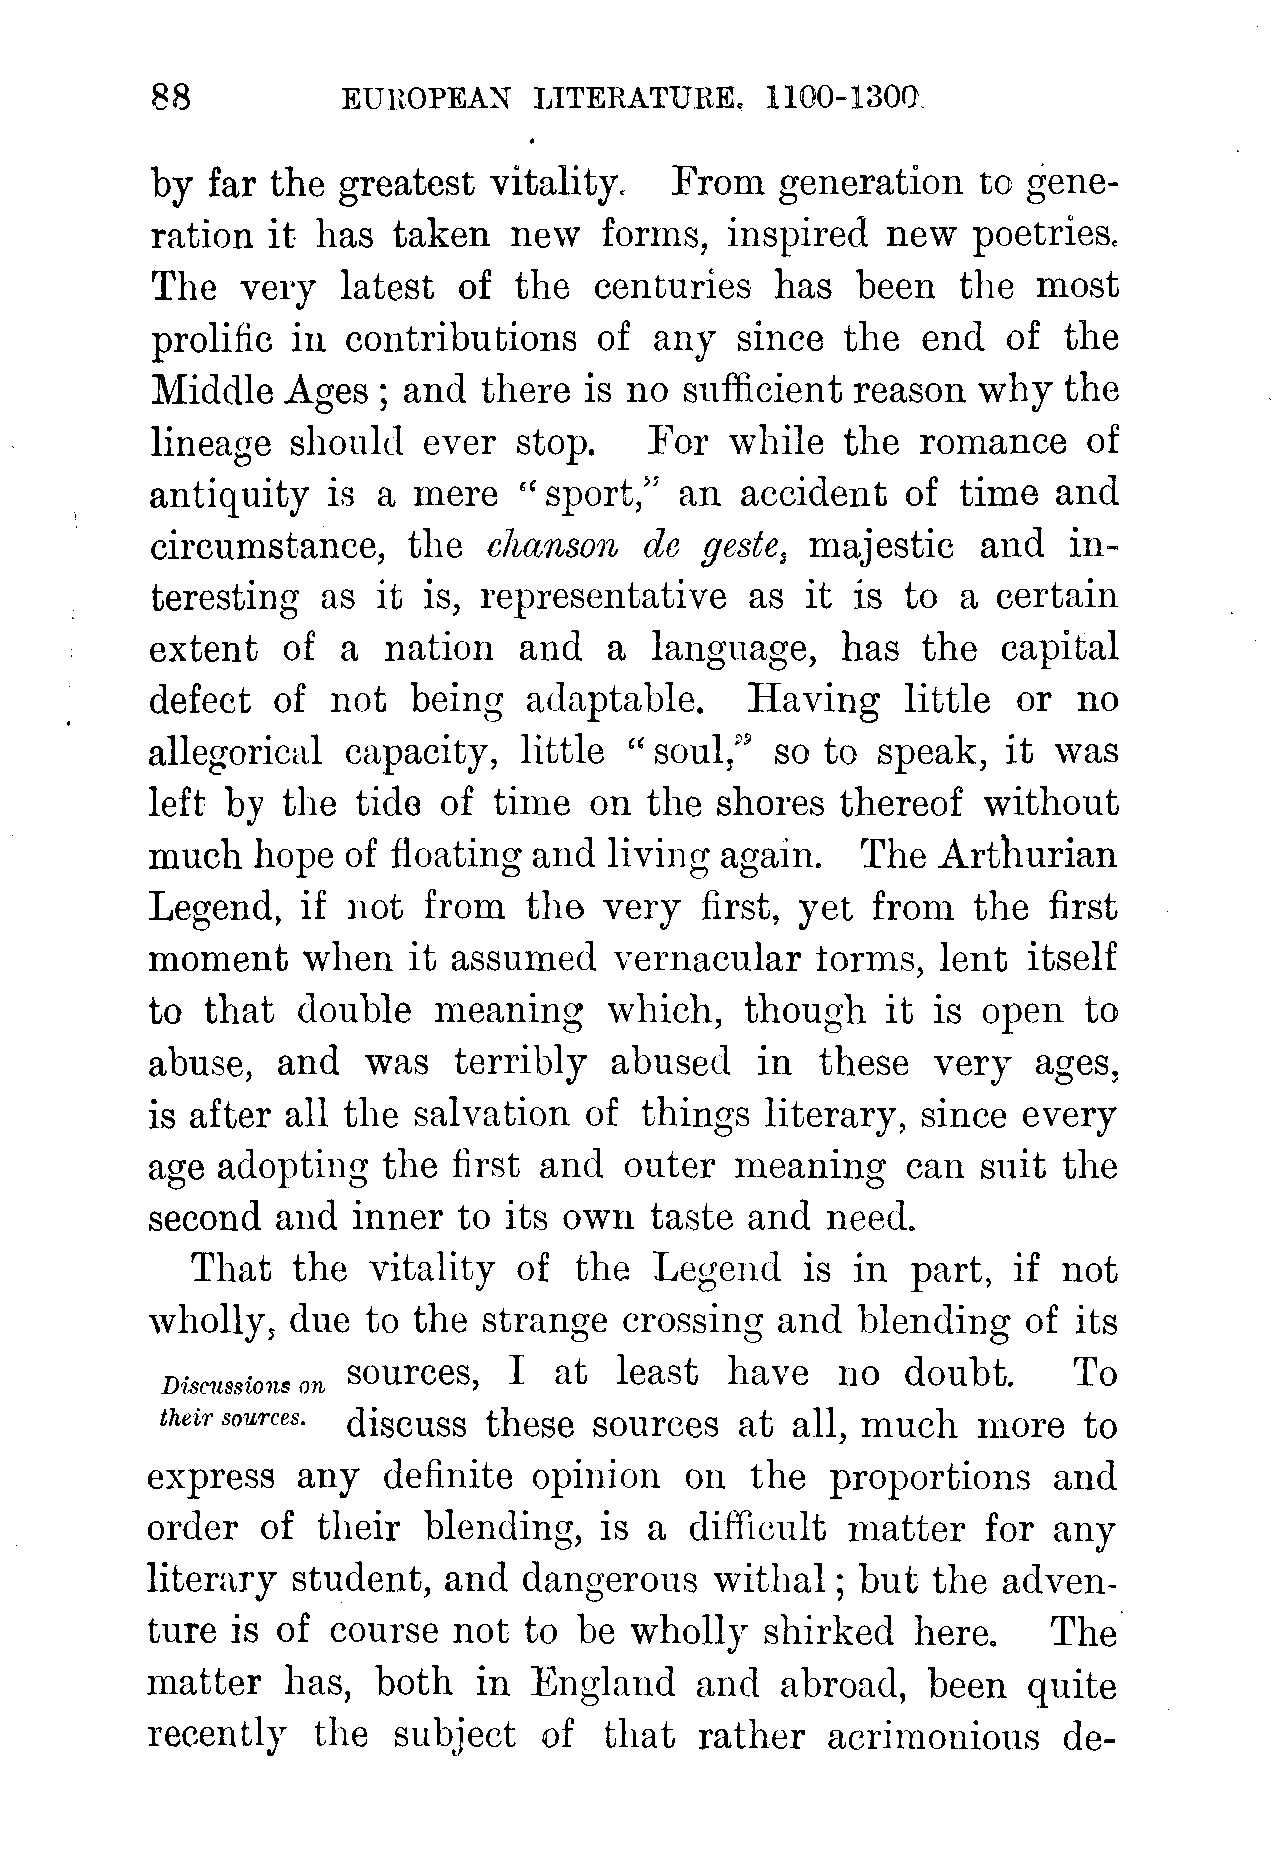 88 EUROPEAN LITERATURE, 1100-1300.
by far the greatest vitality. From generation to gene-
ration it has taken new forms, inspired new poetries.
The very latest of the centuries has been the most
prolific in contributions of any since the end of the
Middle Ages ; and there is no sufficient reason why the
lineage should ever stop. For while the romance of
antiquity is a mere “ sport,” an accident of time and
circumstance, the chanson de geste, majestic and in-
teresting as it is, representative as it is to a certain
extent of a nation and a language, has the capital
defect of not being adaptable. Having little or no
allegorical capacity, little “ soul,” so to speak, it was
left by the tide of time on the shores thereof without
much hope of floating and living again. The Arthurian
Legend, if not from the very first, yet from the first
moment when it assumed vernacular forms, lent itself
to that double meaning which, though it is open to
abuse, and was terribly abused in these very ages,
is after all the salvation of things literary, since every
age adopting the first and outer meaning can suit the
second and inner to its own taste and need.
That the vitality of the Legend is in part, if not
wholly, due to the strange crossing and blending of its
Discussions on sources, I at least have no doubt. To
their sources. discuss these sources at all, much more to
express any definite opinion on the proportions and
order of their blending, is a difficult matter for any
literary student, and dangerous withal ; but the adven-
ture is of course not to be wholly shirked here. The
matter has, both in England and abroad, been quite
recently the subject of that rather acrimonious de-